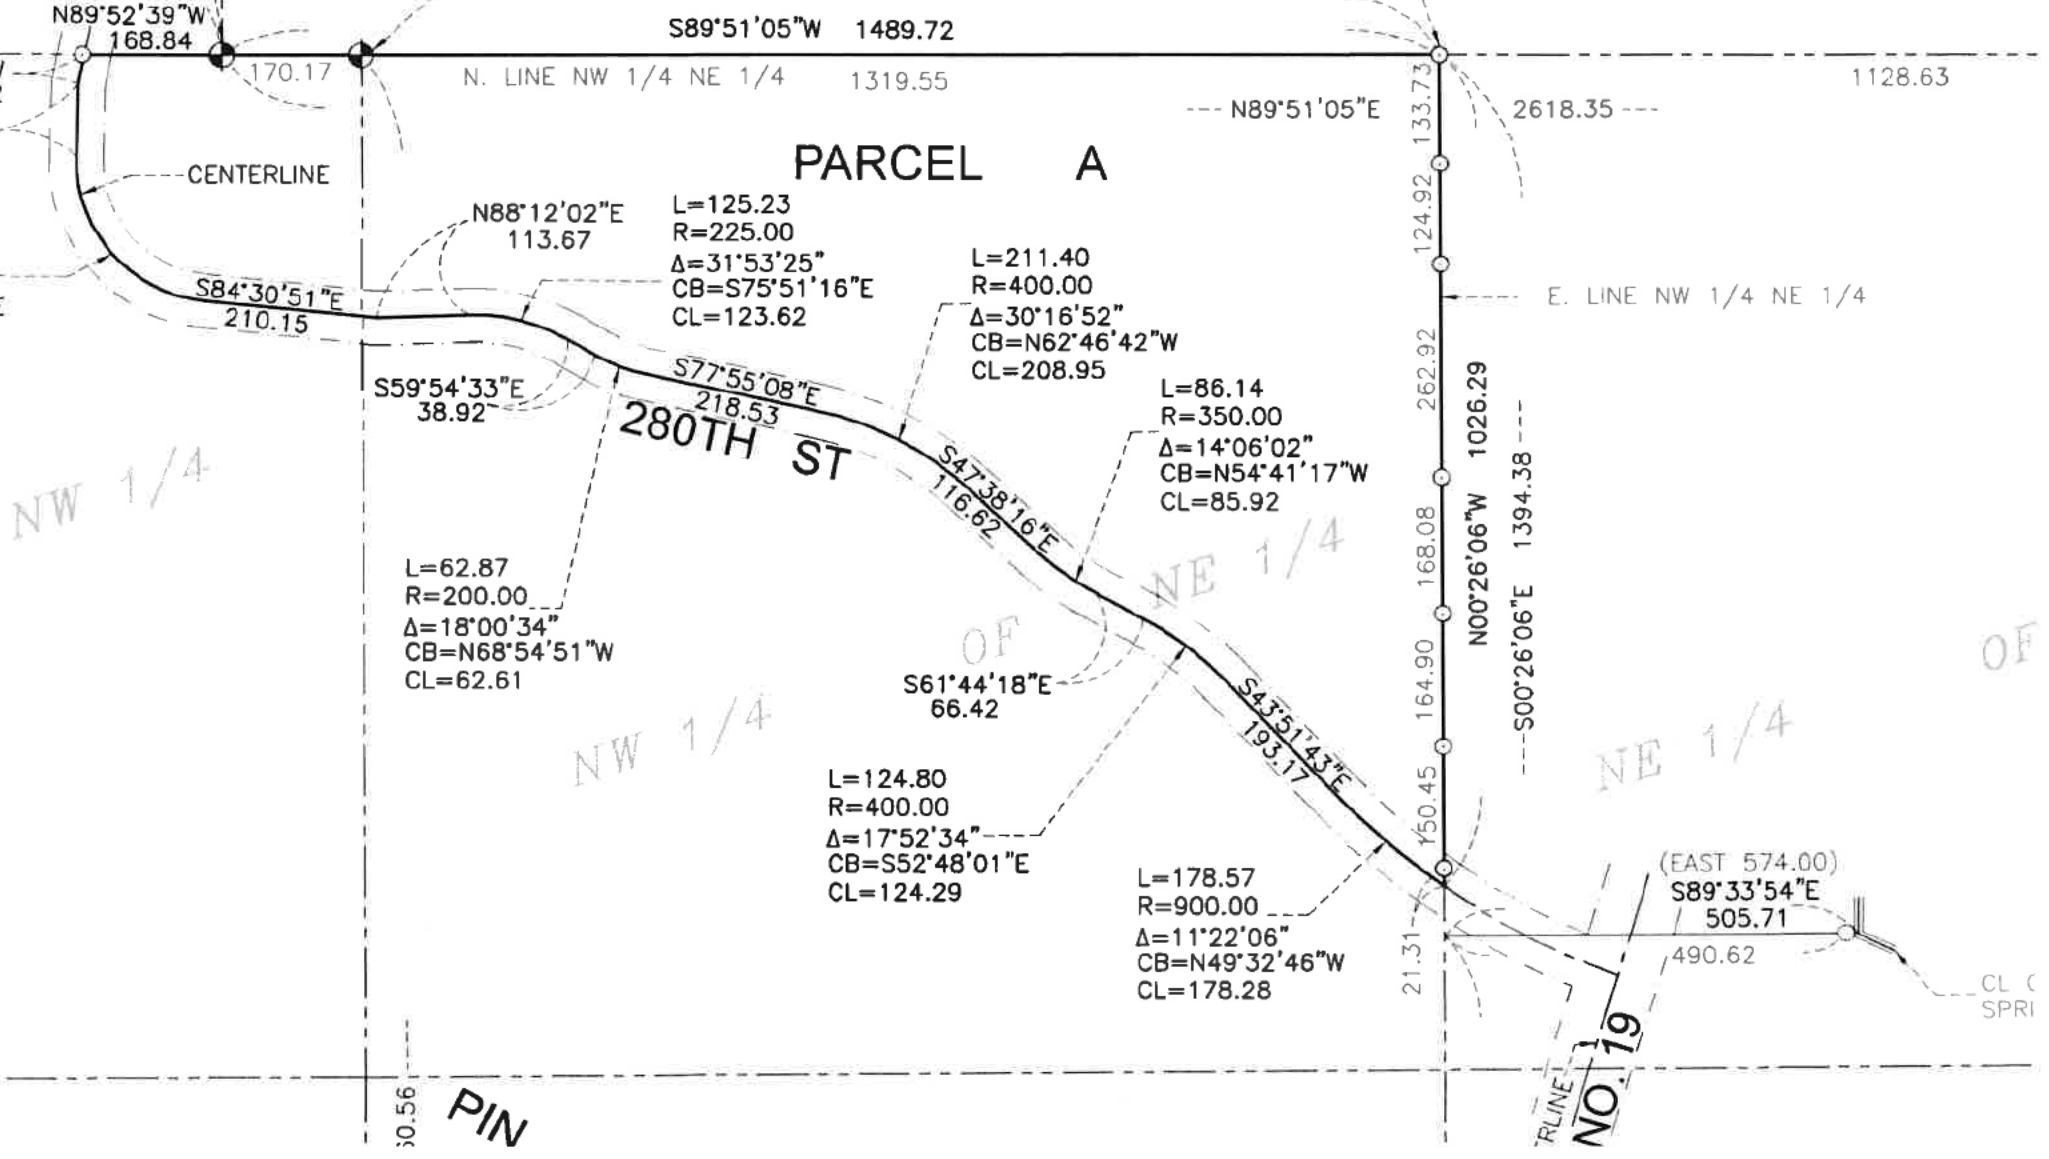 N89°52'39"W
168.84
S89°51'05"W 1489.72
170.17
N. LINE NW 1/4 NE 1/4 1319.55
1128.63
--- N89°51'05"E 2618.35 ---
133.73
CENTERLINE
PARCEL A
124.92
N88°12'02"E
113.67
L=125.23
R=225.00
Δ=31°53'25"
CB=S75°51'16"E
CL=123.62
L=211.40
R=400.00
Δ=30°16'52"
CB=N62°46'42"W
CL=208.95
E. LINE NW 1/4 NE 1/4
S84°30'51"E
210.15
262.92
S59°54'33"E
38.92
S77°55'08"E
218.53
280TH ST
L=86.14
R=350.00
Δ=14°06'02"
CB=N54°41'17"W
CL=85.92
N00°26'06"W 1026.29
S00°26'06"E 1394.38
NW 1/4
S47°38'16"E
116.62
168.08
NE 1/4
L=62.87
R=200.00
Δ=18°00'34"
CB=N68°54'51"W
CL=62.61
OF
OF
164.90
S61°44'18"E
66.42
NW 1/4
S43°51'43"E
193.17
NE 1/4
150.45
L=124.80
R=400.00
Δ=17°52'34"
CB=S52°48'01"E
CL=124.29
L=178.57
R=900.00
Δ=11°22'06"
CB=N49°32'46"W
CL=178.28
(EAST 574.00)
S89°33'54"E
505.71
490.62
21.31
CL
SPRI
NO. 19
RLINE
60.56
PIN